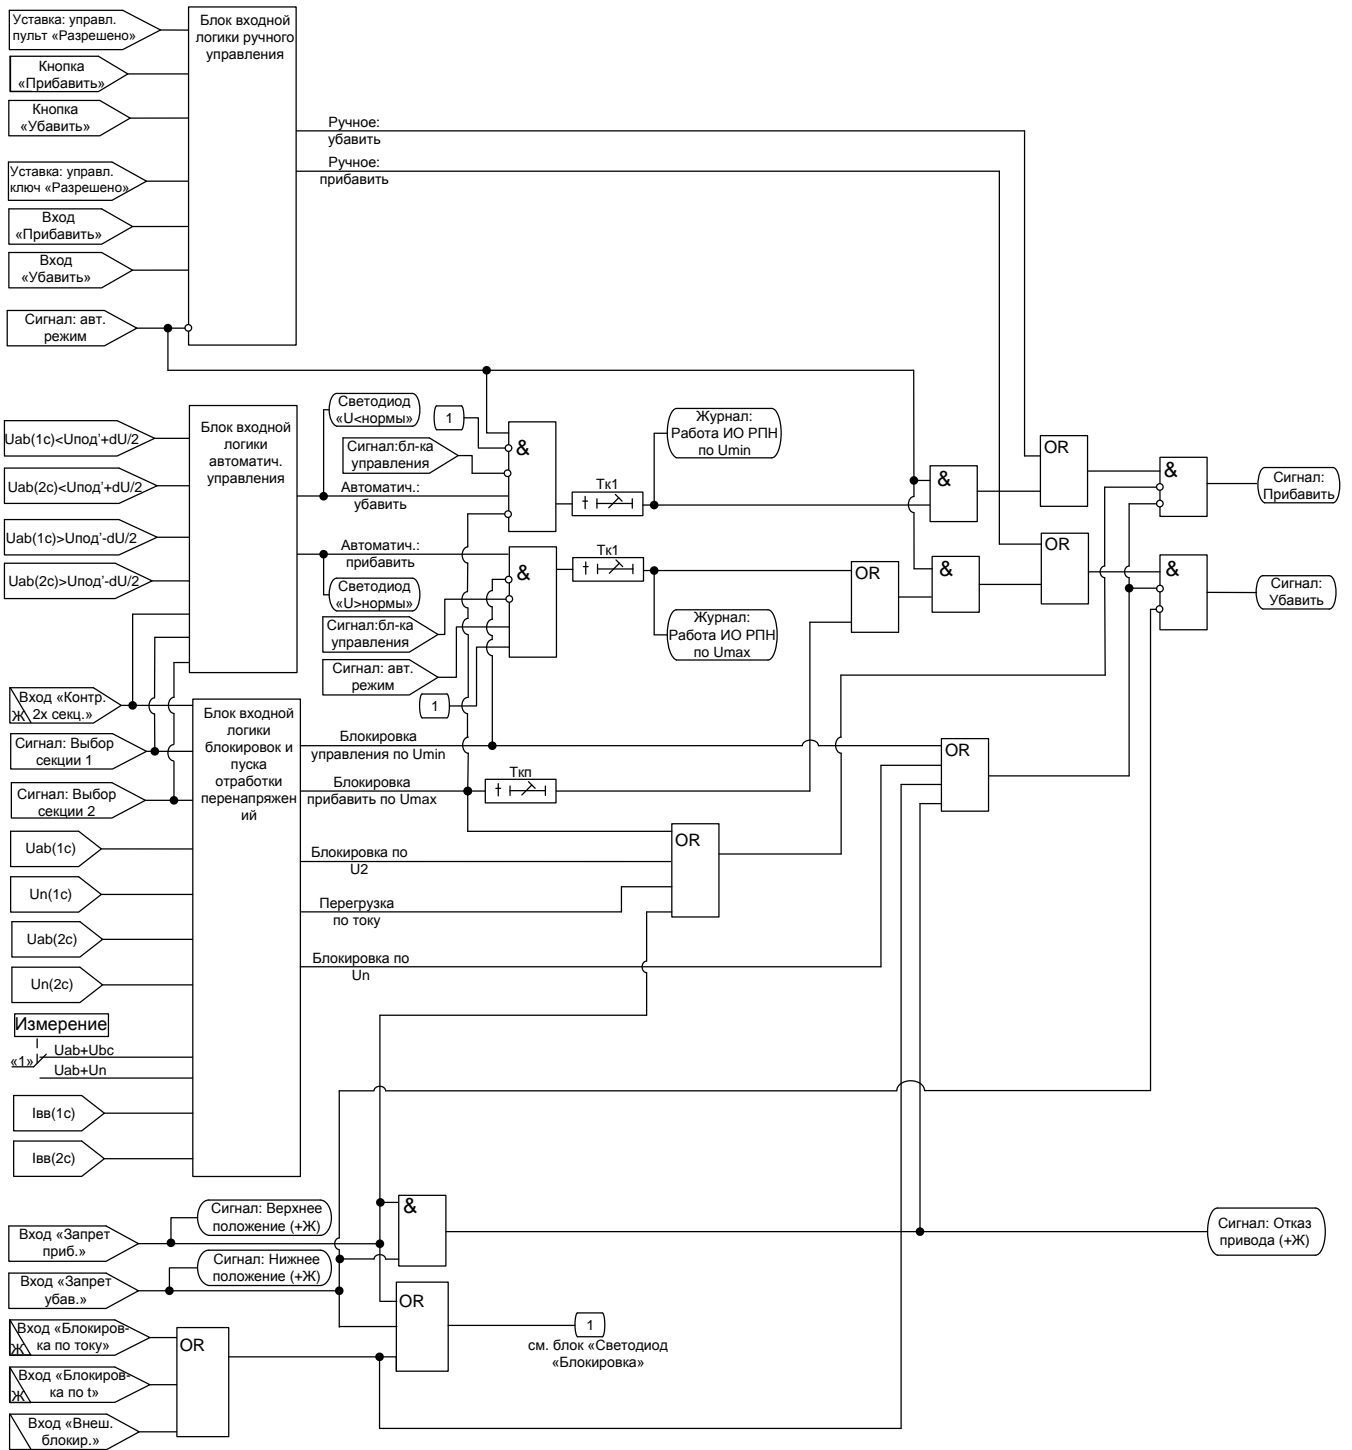 Уставка: управл.
пульт «Разрешено»
Кнопка
«Прибавить»
Кнопка
«Убавить»
Уставка: управл.
ключ «Разрешено»
Вход
«Прибавить»
Вход
«Убавить»
Сигнал: авт.
режим
Блок входной
логики ручного
управления
Ручное:
убавить
Ручное:
прибавить
Uab(1c)<Uпод'+dU/2
Uab(2c)<Uпод'+dU/2
Uab(1c)>Uпод'-dU/2
Uab(2c)>Uпод'-dU/2
Блок входной
логики
автоматич.
управления
Светодиод
«U<нормы»
1
Сигнал:бл-ка
управления
Автоматич.:
убавить
&
Тк1
Журнал:
Работа ИО РПН
по Umin
Автоматич.:
прибавить
Светодиод
«U>нормы»
Сигнал:бл-ка
управления
Сигнал: авт.
режим
1
&
Тк1
Журнал:
Работа ИО РПН
по Umax
OR
&
&
OR
OR
&
Сигнал:
Прибавить
&
Сигнал:
Убавить
Вход «Контр.
Ж 2х секц.»
Сигнал: Выбор
секции 1
Сигнал: Выбор
секции 2
Uab(1c)
Un(1c)
Uab(2c)
Un(2c)
Измерение
«1»
Uab+Ubc
Uab+Un
Iвв(1c)
Iвв(2c)
Блок входной
логики
блокировок и
пуска
отработки
перенапряжен
ий
Блокировка
управления по Umin
Блокировка
прибавить по Umax
Ткп
Блокировка по
U2
Перегрузка
по току
Блокировка по
Un
OR
OR
Вход «Запрет
приб.»
Сигнал: Верхнее
положение (+Ж)
Вход «Запрет
убав.»
Сигнал: Нижнее
положение (+Ж)
&
Сигнал: Отказ
привода (+Ж)
Вход «Блокиров-
Ж ка по току»
Вход «Блокиров-
Ж ка по t»
Вход «Внеш.
блокир.»
OR
OR
1
см. блок «Светодиод
«Блокировка»